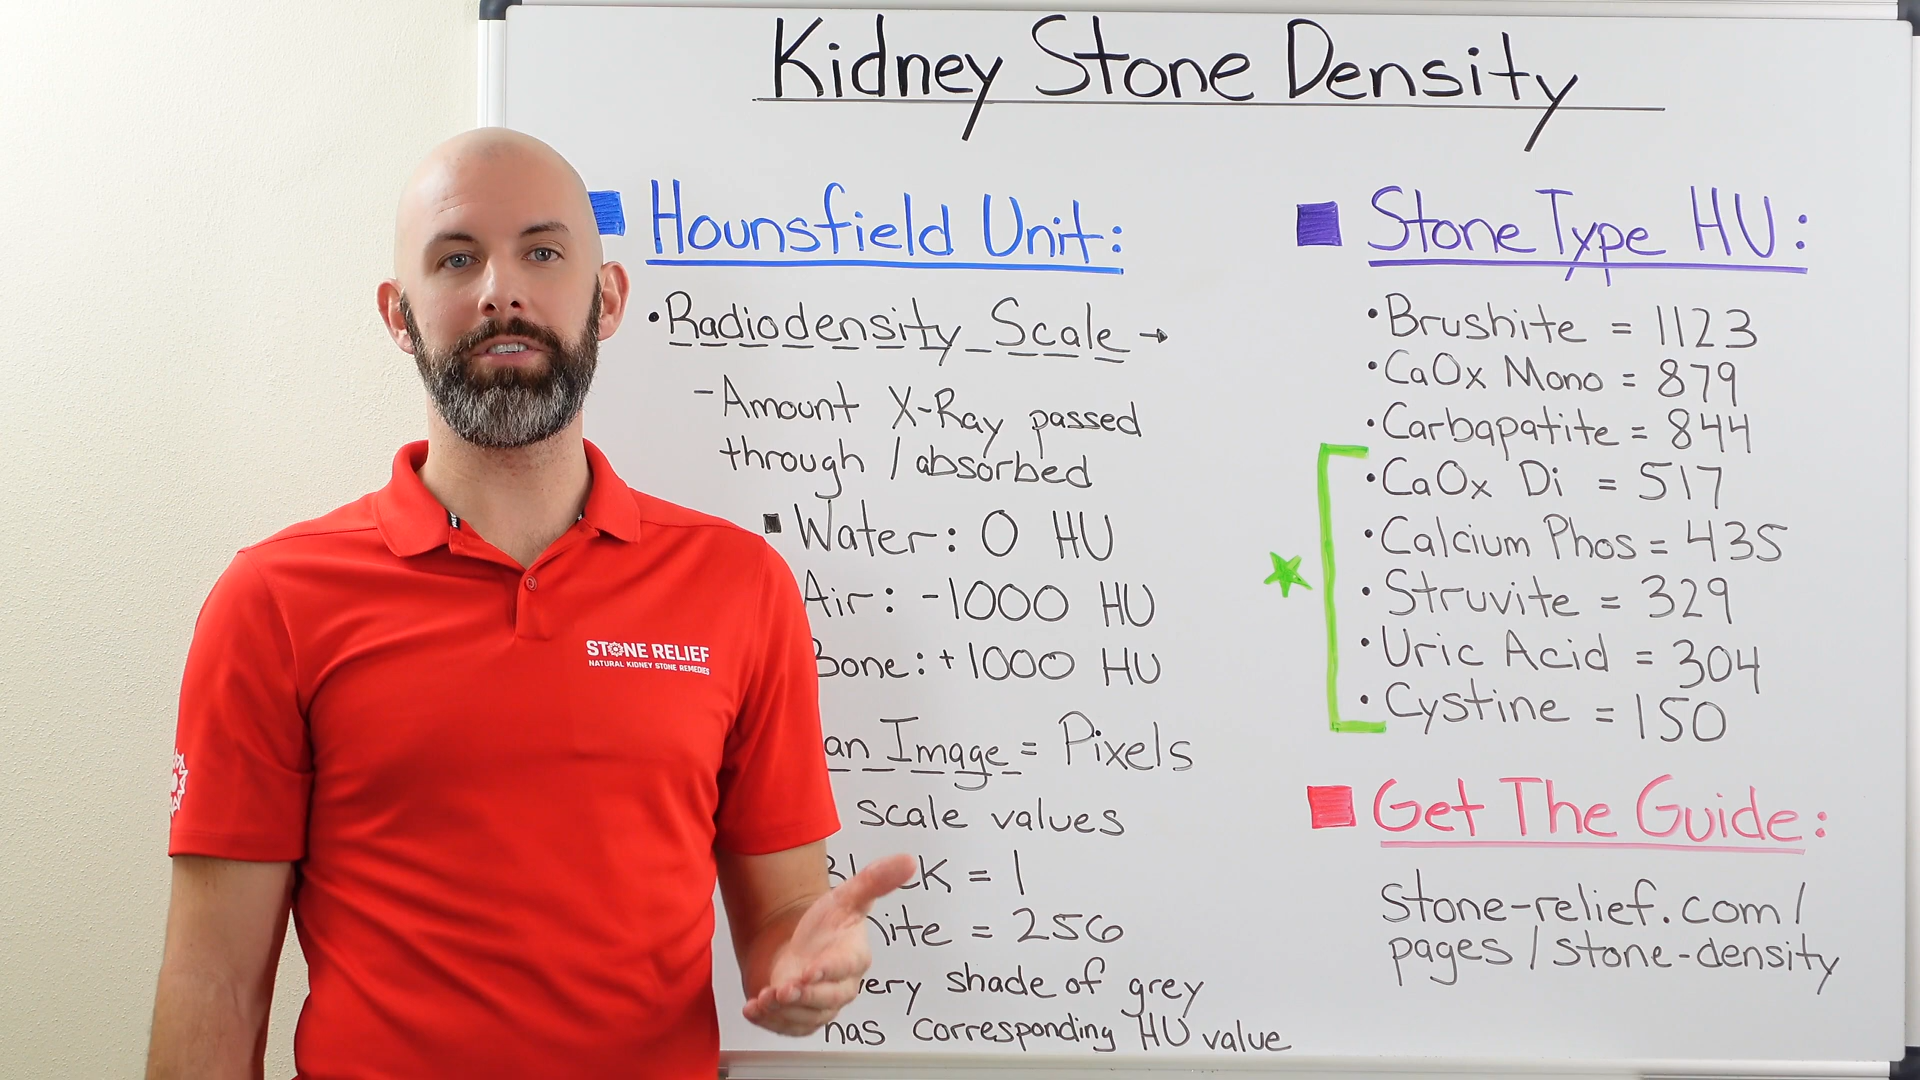 Kidney Stone Density
Hounsfield Unit:
•Radiodensity Scale →
-Amount X-Ray passed
through / absorbed
Water: 0 HU
Air: -1000 HU
Bone: +1000 HU
an Image = Pixels
scale values
= 1
= 256
shade of grey
has corresponding HU value
STONE RELIEF
NATURAL KIDNEY STONE REMEDIES
Stone Type HU:
•Brushite = 1123
•CaOx Mono = 879
•Carbapatite = 844
•CaOx Di = 517
•Calcium Phos = 435
•Struvite = 329
•Uric Acid = 304
•Cystine = 150
Get The Guide:
stone-relief.com/
pages/stone-density